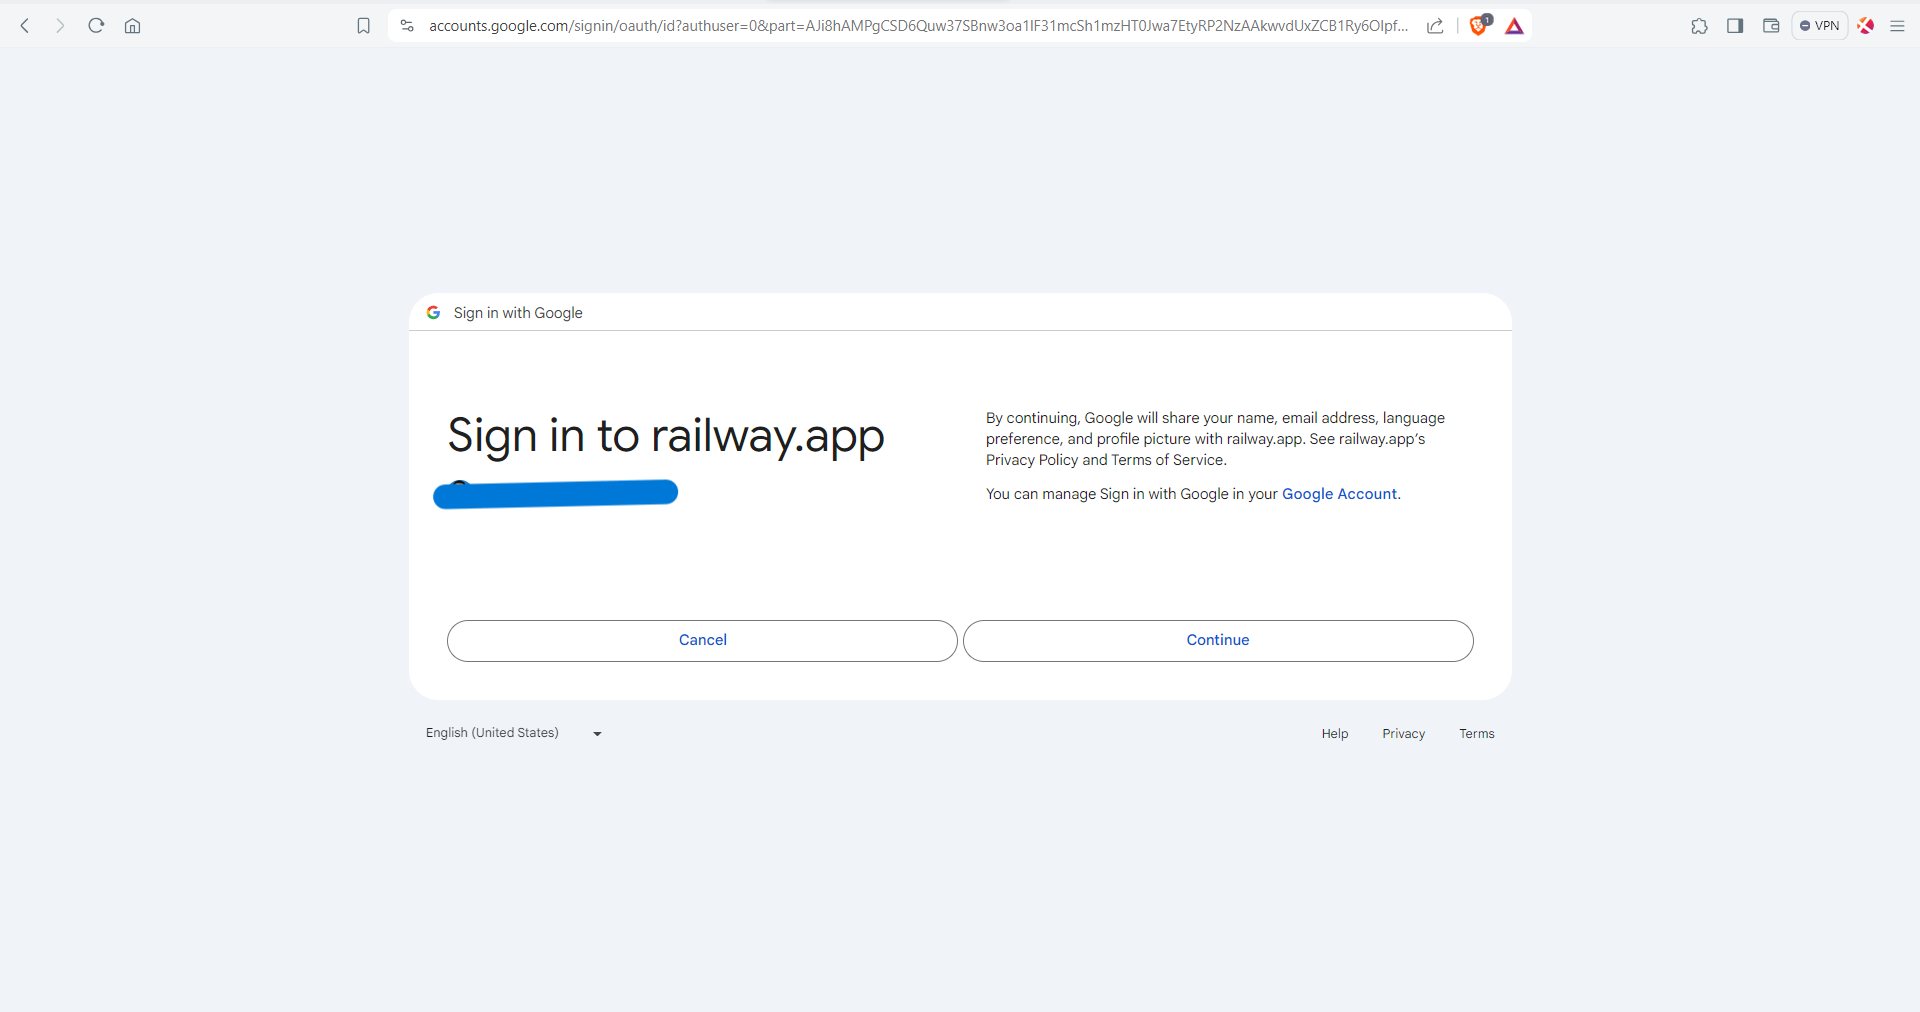 accounts.google.com/signin/oauth/id?authuser=0&part=AJi8hAMPgCSD6Quw37SBnw3oa1IF31mcSh1mzHT0Jwa7EtyRP2NzAAkwvdUxZCB1Ry6OIpf...
1
VPN
Sign in with Google
Sign in to railway.app
By continuing, Google will share your name, email address, language
preference, and profile picture with railway.app. See railway.app’s
Privacy Policy and Terms of Service.
You can manage Sign in with Google in your Google Account.
Cancel
Continue
English (United States)
Help
Privacy
Terms